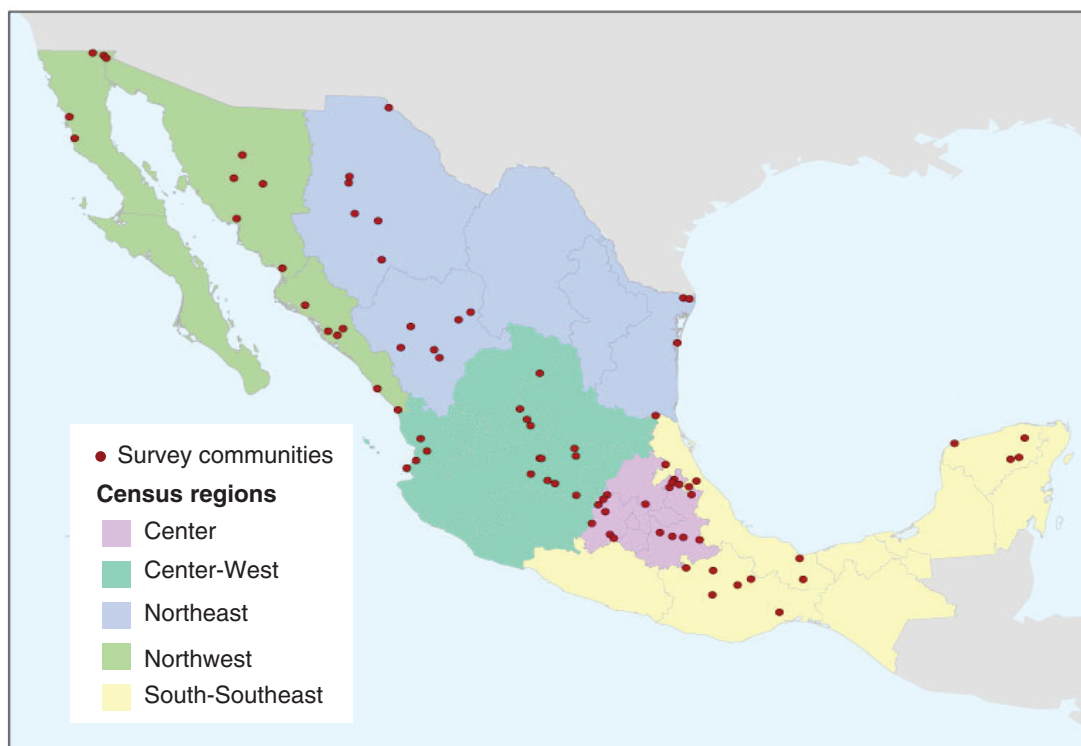 Survey communities
Census regions
Center
Center-West
Northeast
Northwest
South-Southeast